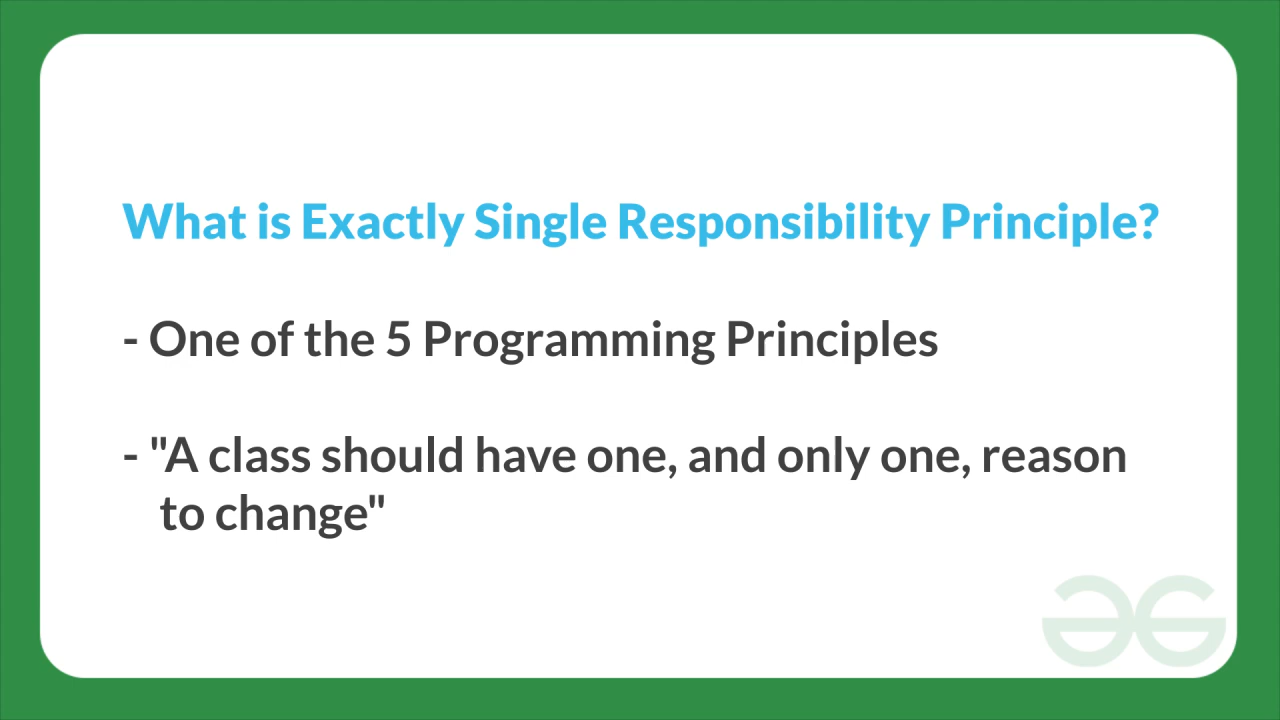 What is Exactly Single Responsibility Principle?
- One of the 5 Programming Principles
- "A class should have one, and only one, reason
to change"